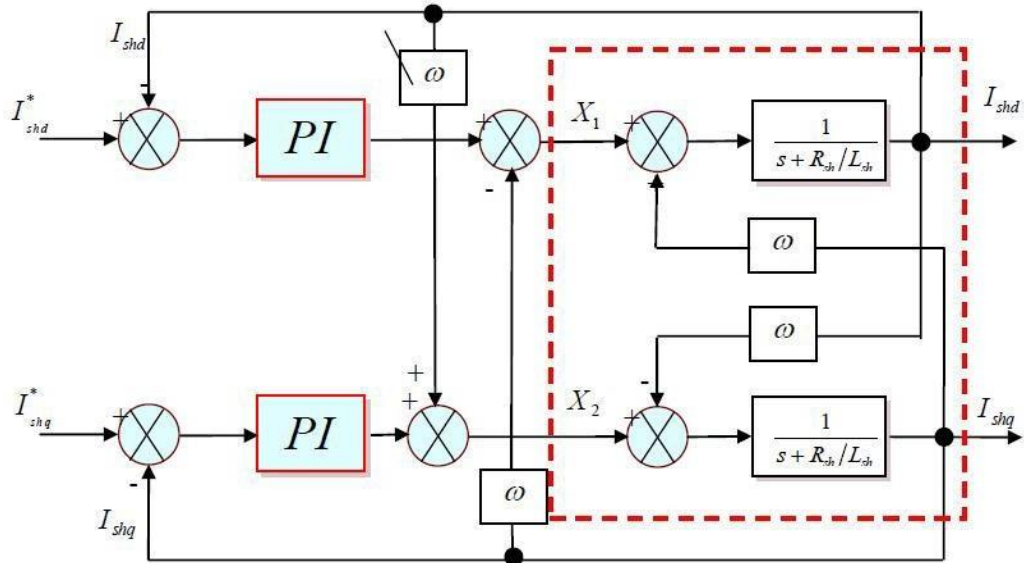 I_shd
ω
I*_shd
+
-
PI
+
-
X_1
+
+
1/(s + R_sh/L_sh)
I_shd
ω
ω
+
+
-
I*_shq
+
-
PI
X_2
+
1/(s + R_sh/L_sh)
I_shq
ω
I_shq